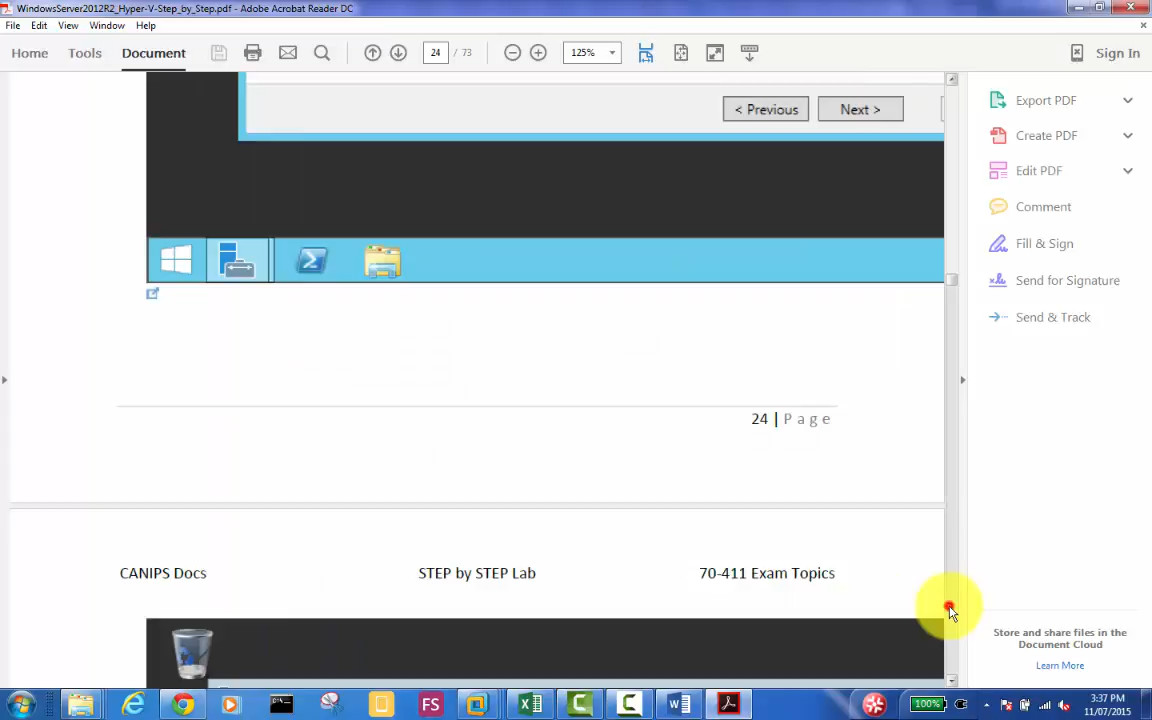 WindowsServer2012R2_Hyper-V-Step_by_Step.pdf - Adobe Acrobat Reader DC
File Edit View Window Help
Home Tools Document 24 / 73 125% Sign In
< Previous Next >
Export PDF
Create PDF
Edit PDF
Comment
Fill & Sign
Send for Signature
Send & Track
24 | Page
CANIPS Docs STEP by STEP Lab 70-411 Exam Topics
Store and share files in the
Document Cloud
Learn More
FS
100%
3:37 PM
11/07/2015